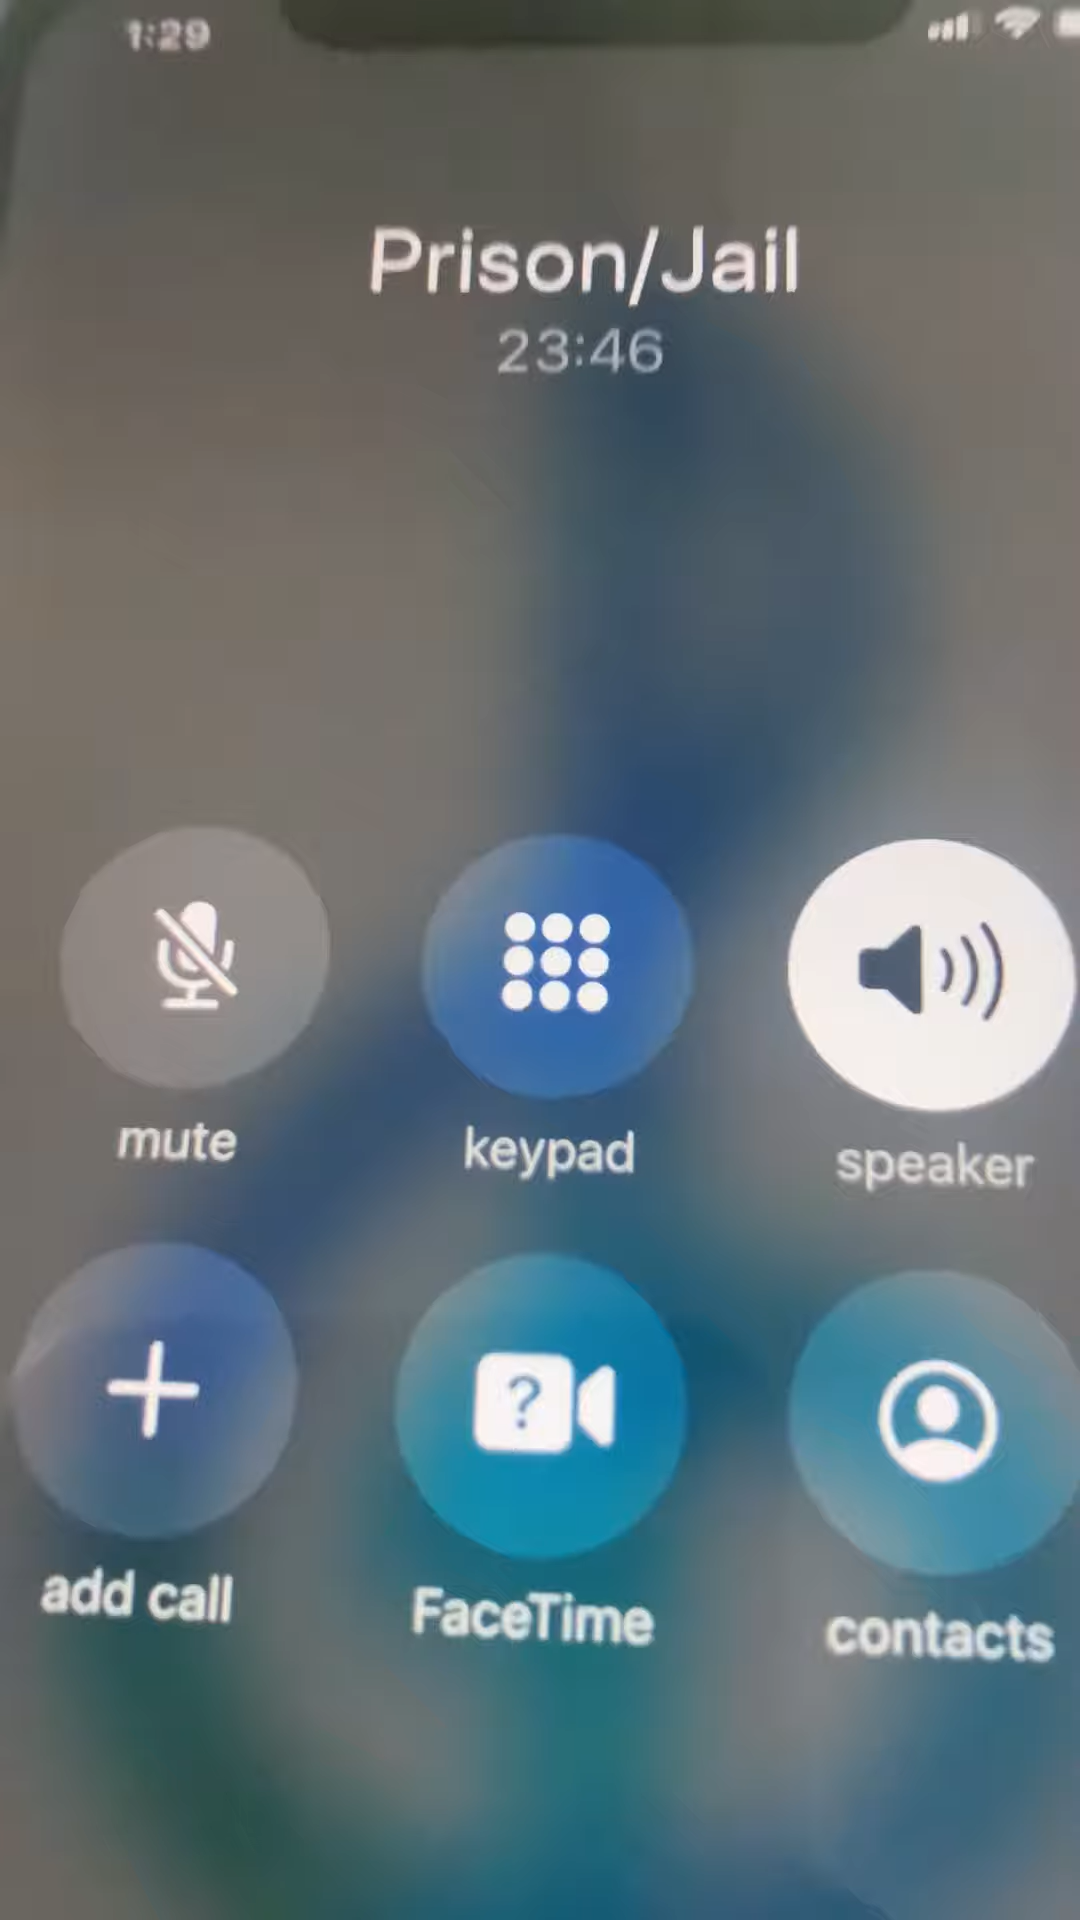 1:29
Prison/Jail
23:46
mute keypad speaker
add call FaceTime contacts